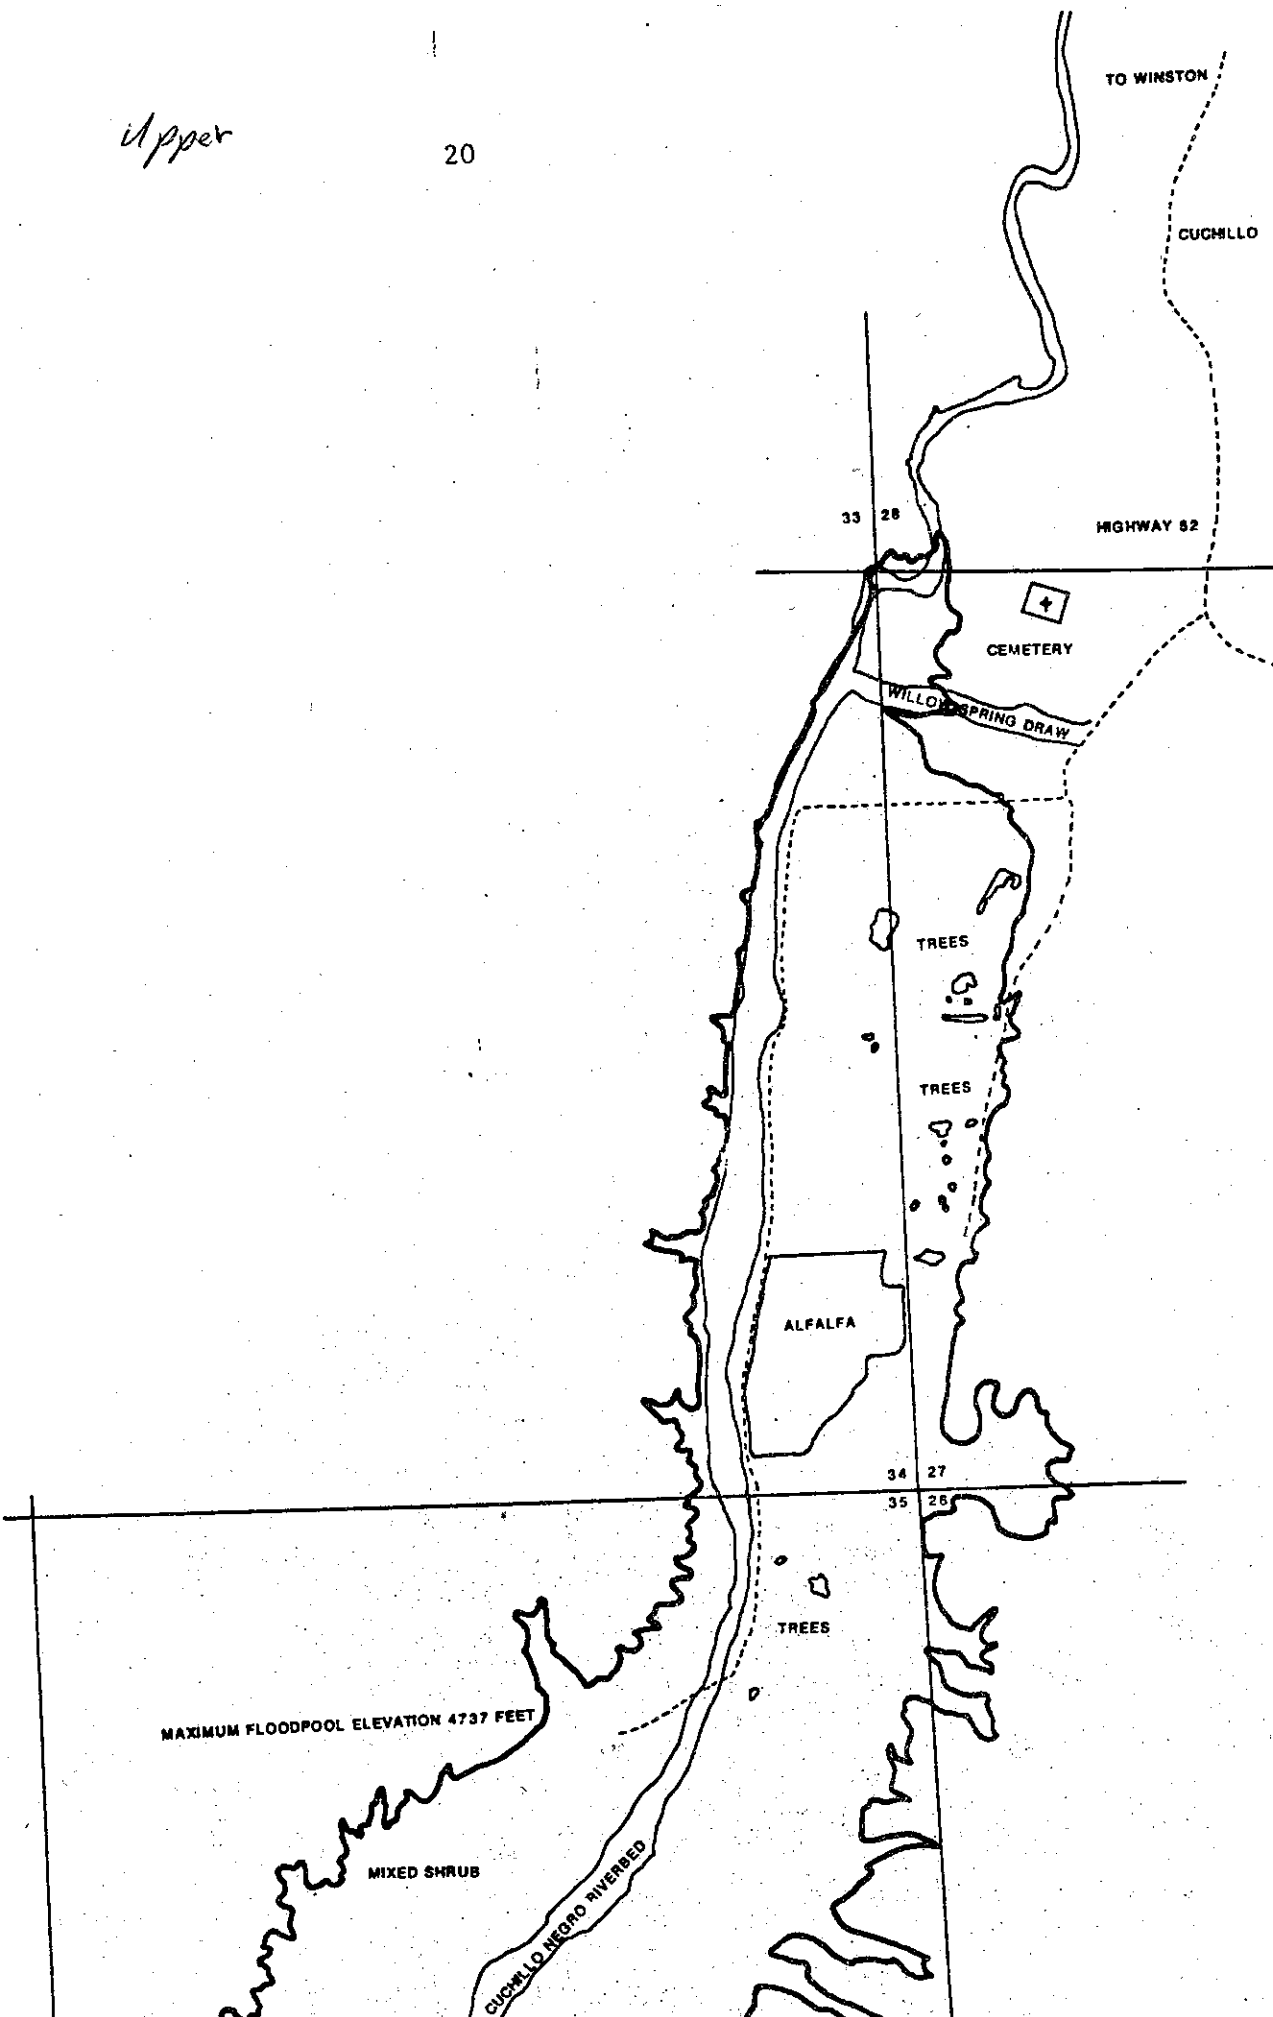 TO WINSTON
Upper
20
CUCHILLO
33 28
HIGHWAY 52
CEMETERY
WILLOW SPRING DRAW
TREES
TREES
ALFALFA
34 27
35 26
TREES
MAXIMUM FLOODPOOL ELEVATION 4737 FEET
MIXED SHRUB
CUCHILLO NEGRO RIVERBED